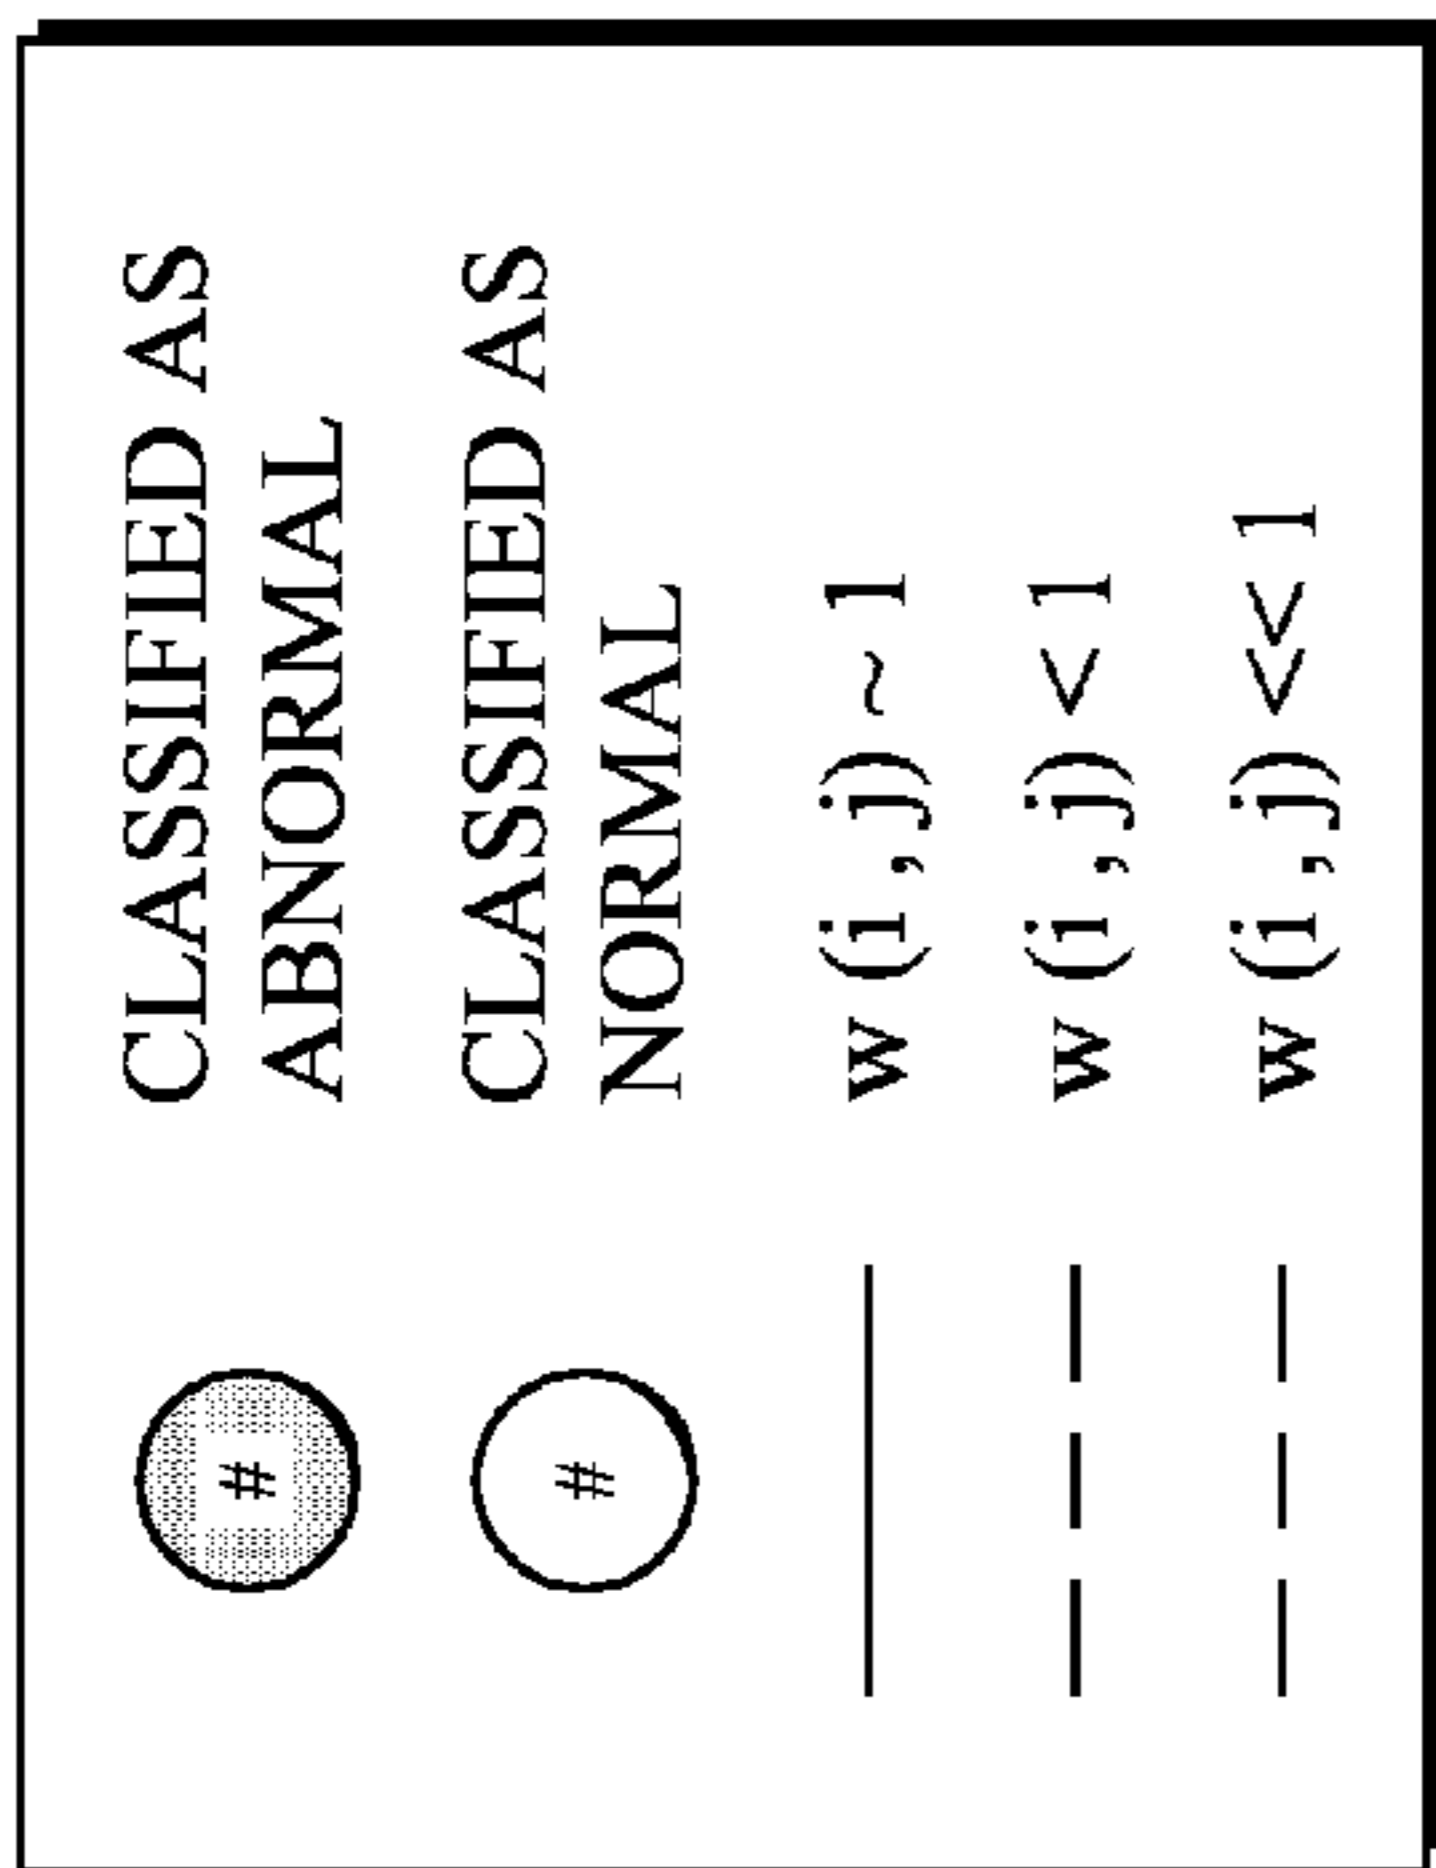 # CLASSIFIED AS
ABNORMAL
# CLASSIFIED AS
NORMAL
w (i ,j) ~ 1
w (i ,j) < 1
w (i ,j) << 1